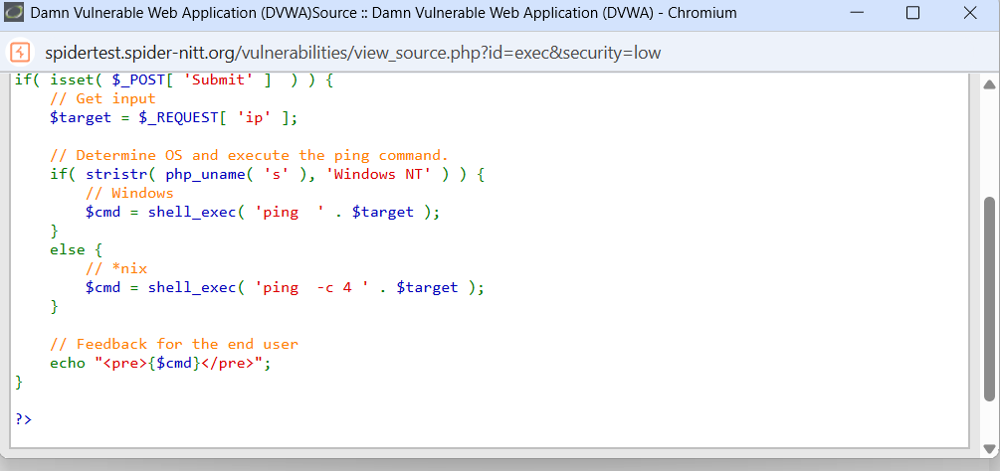 Damn Vulnerable Web Application (DVWA)Source :: Damn Vulnerable Web Application (DVWA) - Chromium
spidertest.spider-nitt.org/vulnerabilities/view_source.php?id=exec&security=low
if( isset( $_POST[ 'Submit' ]  ) ) {
    // Get input
    $target = $_REQUEST[ 'ip' ];

    // Determine OS and execute the ping command.
    if( stristr( php_uname( 's' ), 'Windows NT' ) ) {
        // Windows
        $cmd = shell_exec( 'ping  ' . $target );
    }
    else {
        // *nix
        $cmd = shell_exec( 'ping  -c 4 ' . $target );
    }

    // Feedback for the end user
    echo "<pre>{$cmd}</pre>";
}

?>